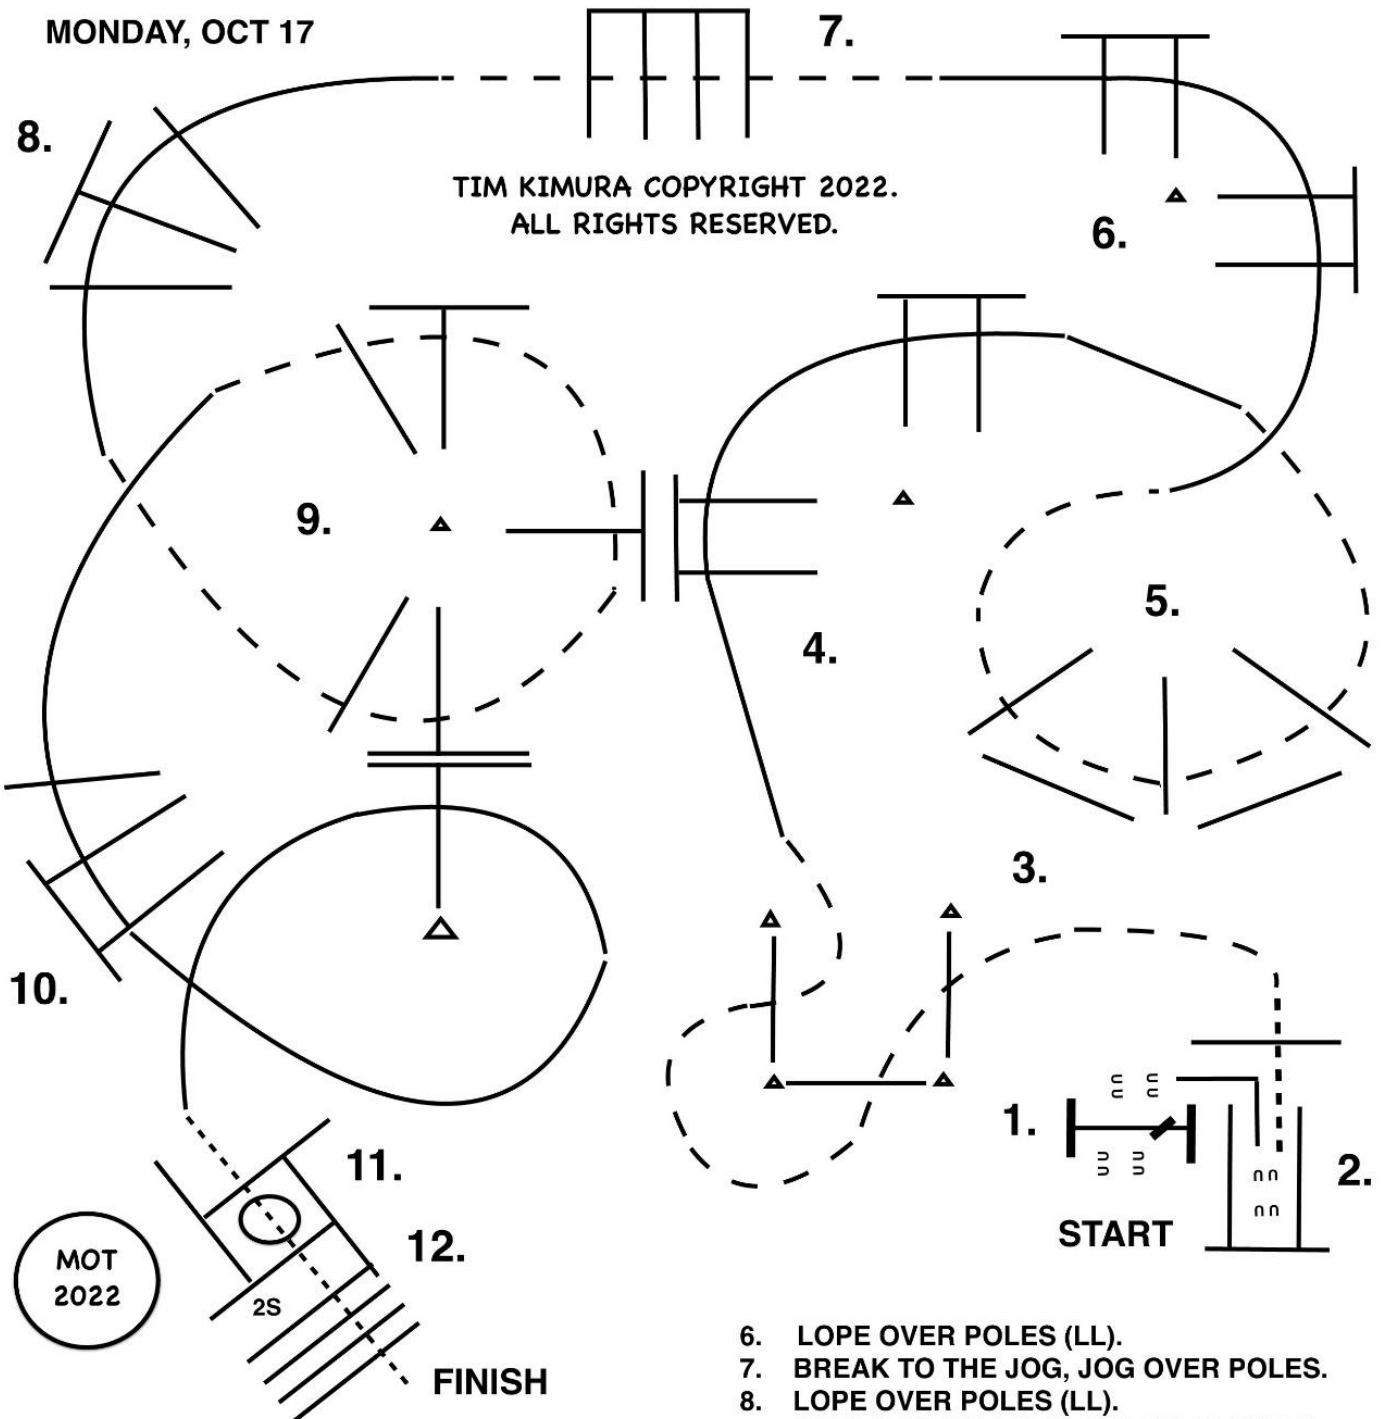 MONDAY, OCT 17
7.
8.
TIM KIMURA COPYRIGHT 2022.
ALL RIGHTS RESERVED.
6.
9.
5.
4.
3.
10.
1.
2.
11.
START
12.
MOT
2022
2S
FINISH
6. LOPE OVER POLES (LL).
7. BREAK TO THE JOG, JOG OVER POLES.
8. LOPE OVER POLES (LL).